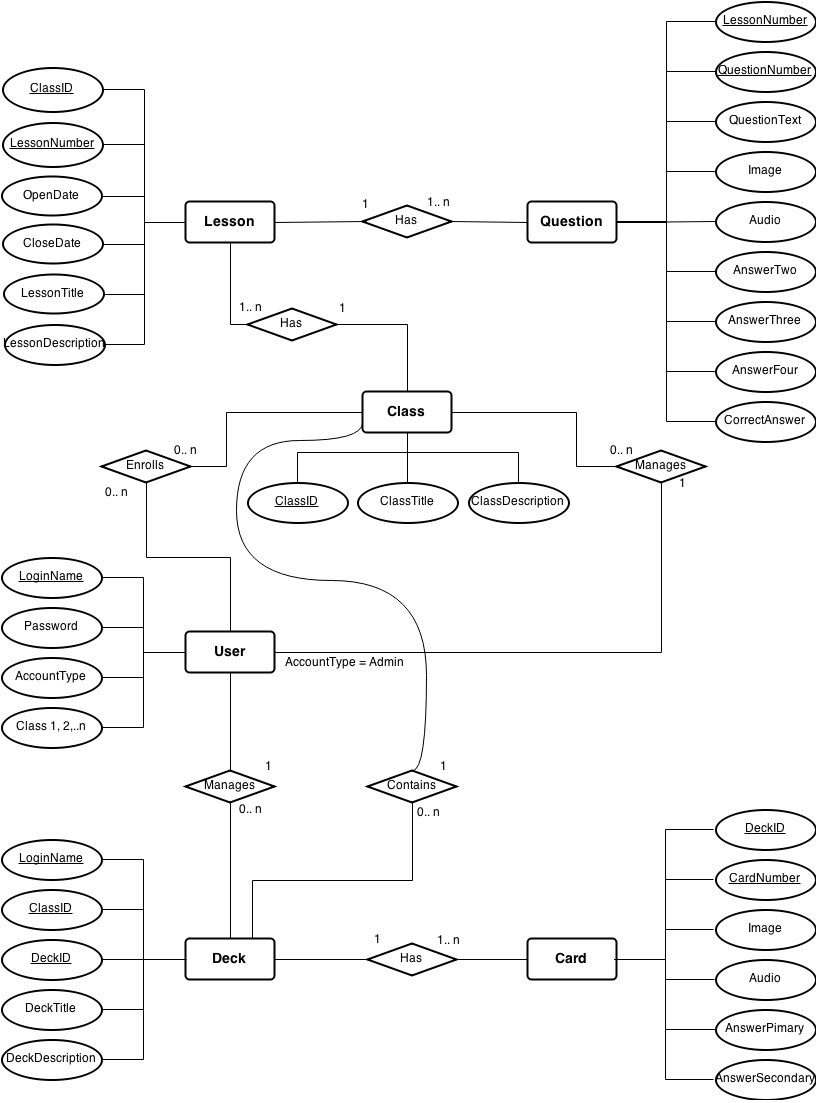 LessonNumber
QuestionNumber
QuestionText
Image
Audio
AnswerTwo
AnswerThree
AnswerFour
CorrectAnswer
ClassID
LessonNumber
OpenDate
CloseDate
LessonTitle
LessonDescription
Lesson
1
Has
1.. n
Question
1.. n
Has
1
Class
0.. n
Enrolls
0.. n
0.. n
Manages
1
ClassID
ClassTitle
ClassDescription
LoginName
Password
AccountType
Class 1, 2,..n
User
AccountType = Admin
1
Manages
0.. n
1
Contains
0.. n
LoginName
ClassID
DeckID
DeckTitle
DeckDescription
Deck
1
Has
1.. n
Card
DeckID
CardNumber
Image
Audio
AnswerPimary
AnswerSecondary